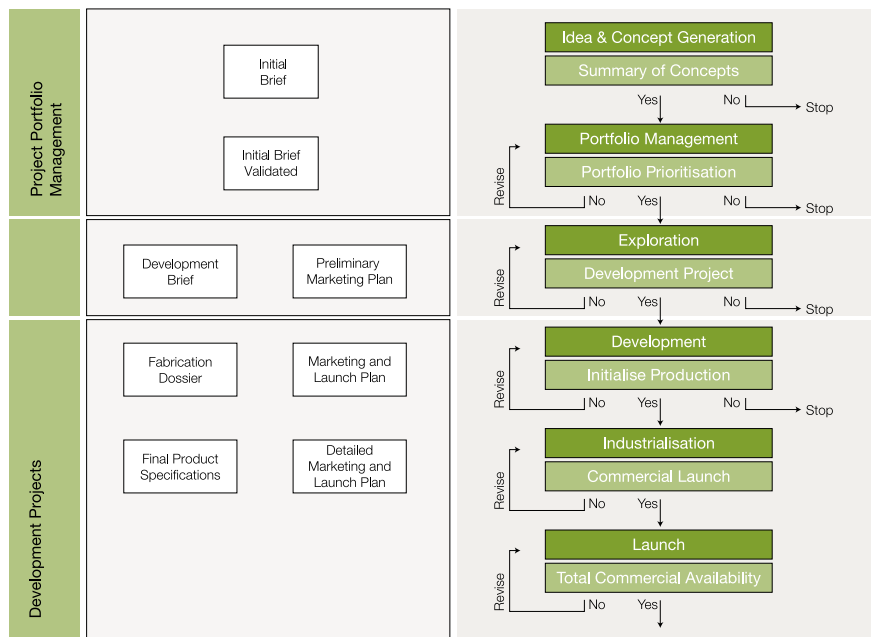 Project Portfolio
Management
Initial
Brief
Initial Brief
Validated
Idea & Concept Generation
Summary of Concepts
Yes
No
Stop
Portfolio Management
Portfolio Prioritisation
Revise
No
Yes
No
Stop
Development
Brief
Preliminary
Marketing Plan
Exploration
Development Project
Revise
No
Yes
No
Stop
Development Projects
Fabrication
Dossier
Marketing and
Launch Plan
Final Product
Specifications
Detailed
Marketing and
Launch Plan
Development
Initialise Production
Revise
No
Yes
No
Stop
Industrialisation
Commercial Launch
Revise
No
Yes
Launch
Total Commercial Availability
Revise
No
Yes